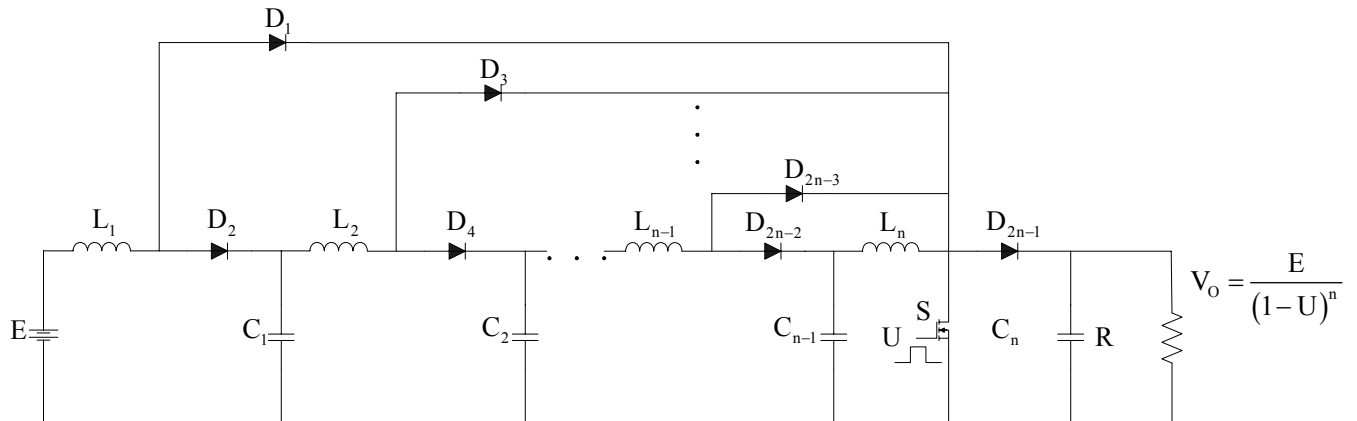 D₁
D₃
D₂ₙ₋₃
L₁
D₂
L₂
D₄
Lₙ₋₁
D₂ₙ₋₂
Lₙ
D₂ₙ₋₁
E
C₁
C₂
Cₙ₋₁
U
S
Cₙ
R
V_O = E / (1 − U)ⁿ